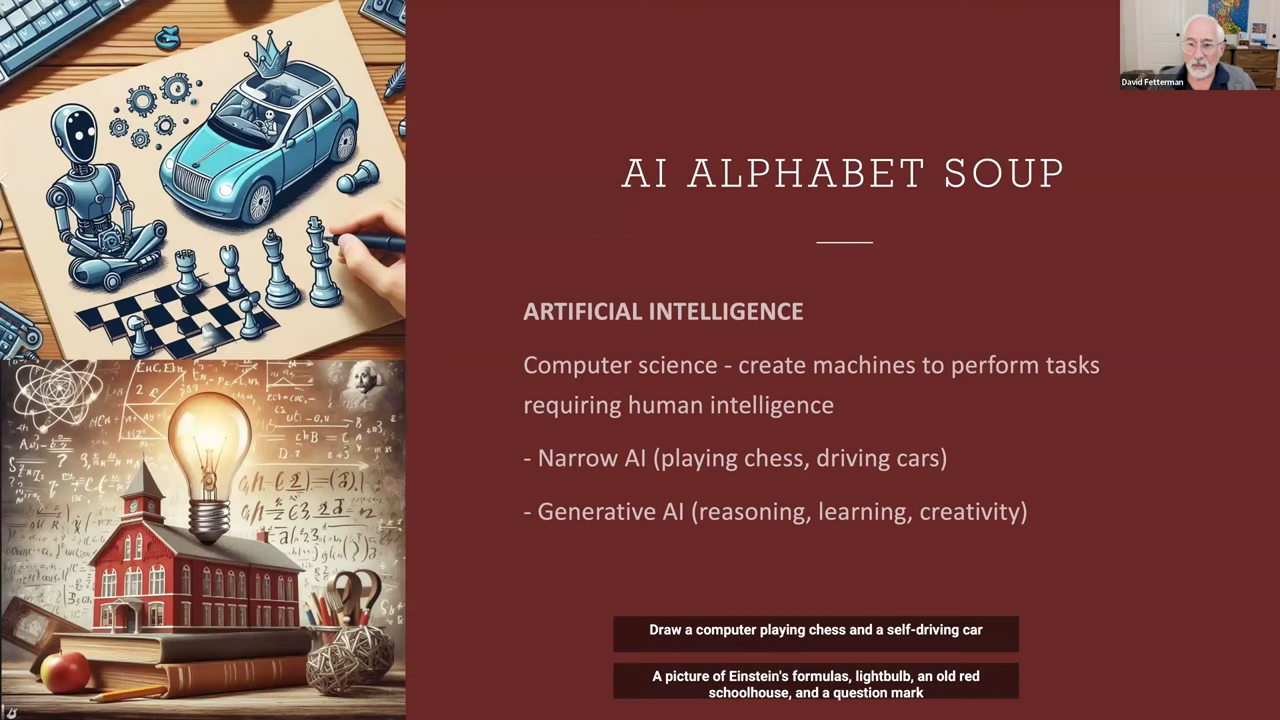 David Fetterman
AI ALPHABET SOUP
ARTIFICIAL INTELLIGENCE
Computer science - create machines to perform tasks
requiring human intelligence
- Narrow AI (playing chess, driving cars)
- Generative AI (reasoning, learning, creativity)
Draw a computer playing chess and a self-driving car
A picture of Einstein's formulas, lightbulb, an old red
schoolhouse, and a question mark